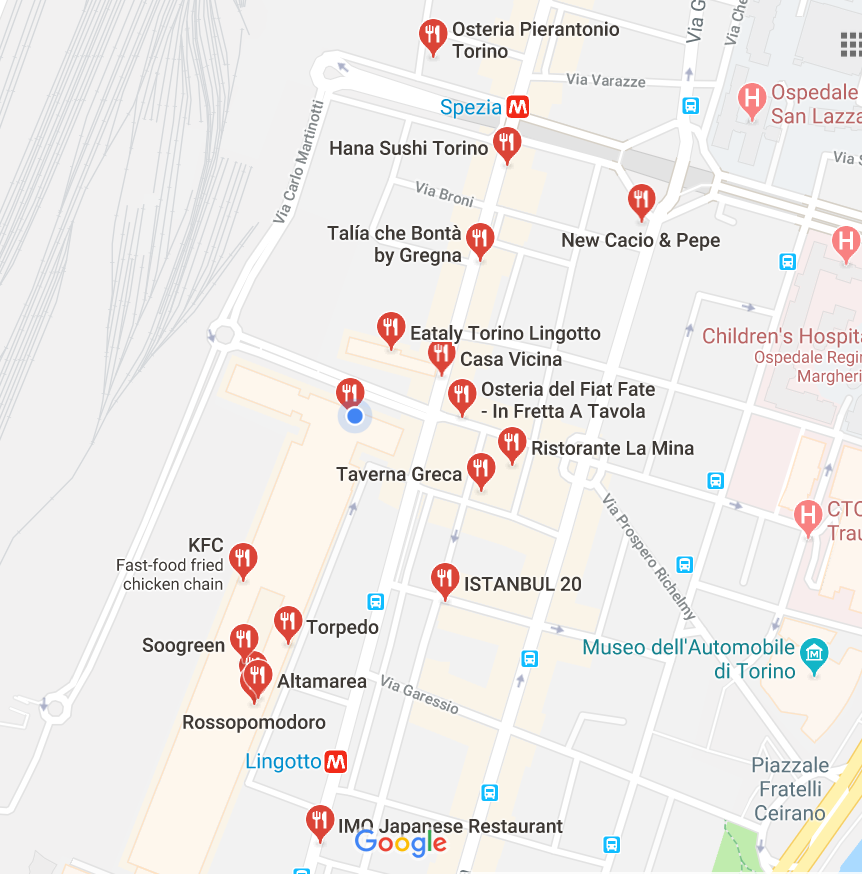 Osteria Pierantonio
Torino
Via G
Via Che
Via Varazze
Spezia M
H Ospedale
San Lazza
Hana Sushi Torino
Via Carlo Martinotti
Via Broni
Via S
New Cacio & Pepe
Talía che Bontà
by Gregna
H
Eataly Torino Lingotto
Casa Vicina
Children's Hospita
Ospedale Regin
Margheri
Osteria del Fiat Fate
- In Fretta A Tavola
Ristorante La Mina
Taverna Greca
Via Prospero Richelmy
H CTO
Trau
KFC
Fast-food fried
chicken chain
ISTANBUL 20
Torpedo
Soogreen
Museo dell'Automobile
di Torino
Altamarea
Via Garessio
Rossopomodoro
Lingotto M
Piazzale
Fratelli
Ceirano
IMO Japanese Restaurant
Google